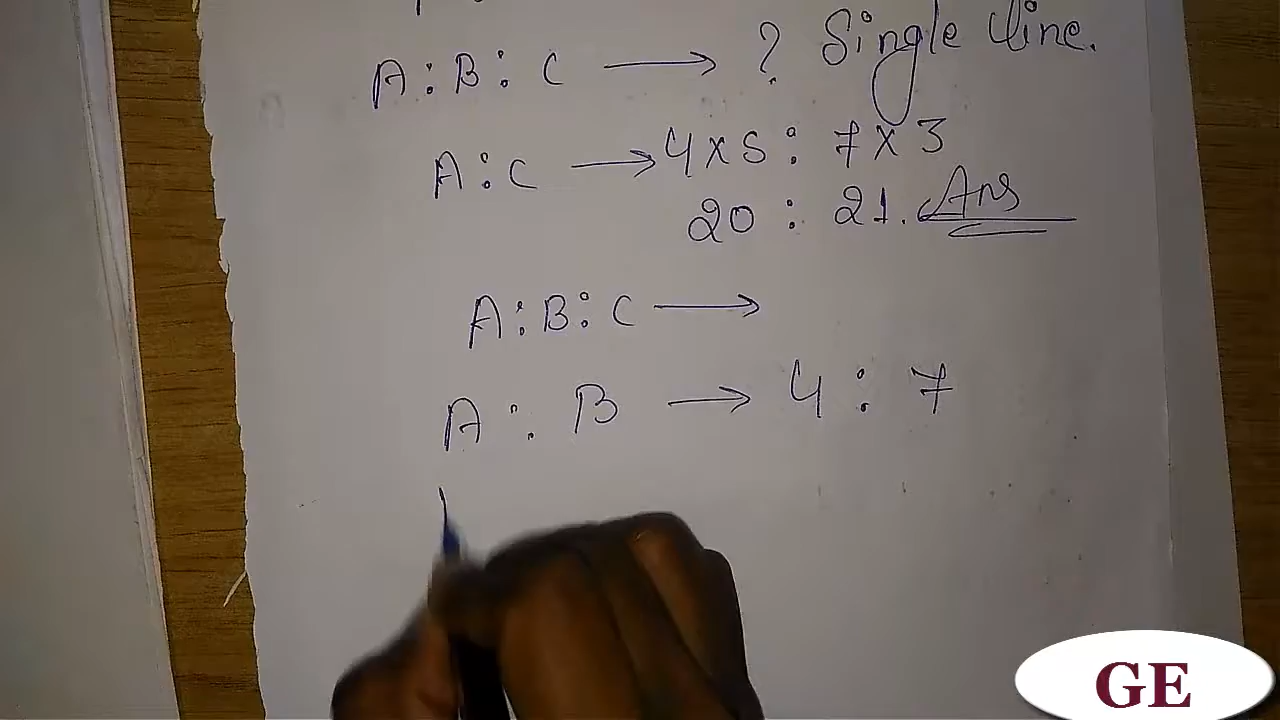 A : B : C → ? Single line.
A : C → 4 x 5 : 7 x 3
20 : 21. Ans
A : B : C →
A : B → 4 : 7
GE